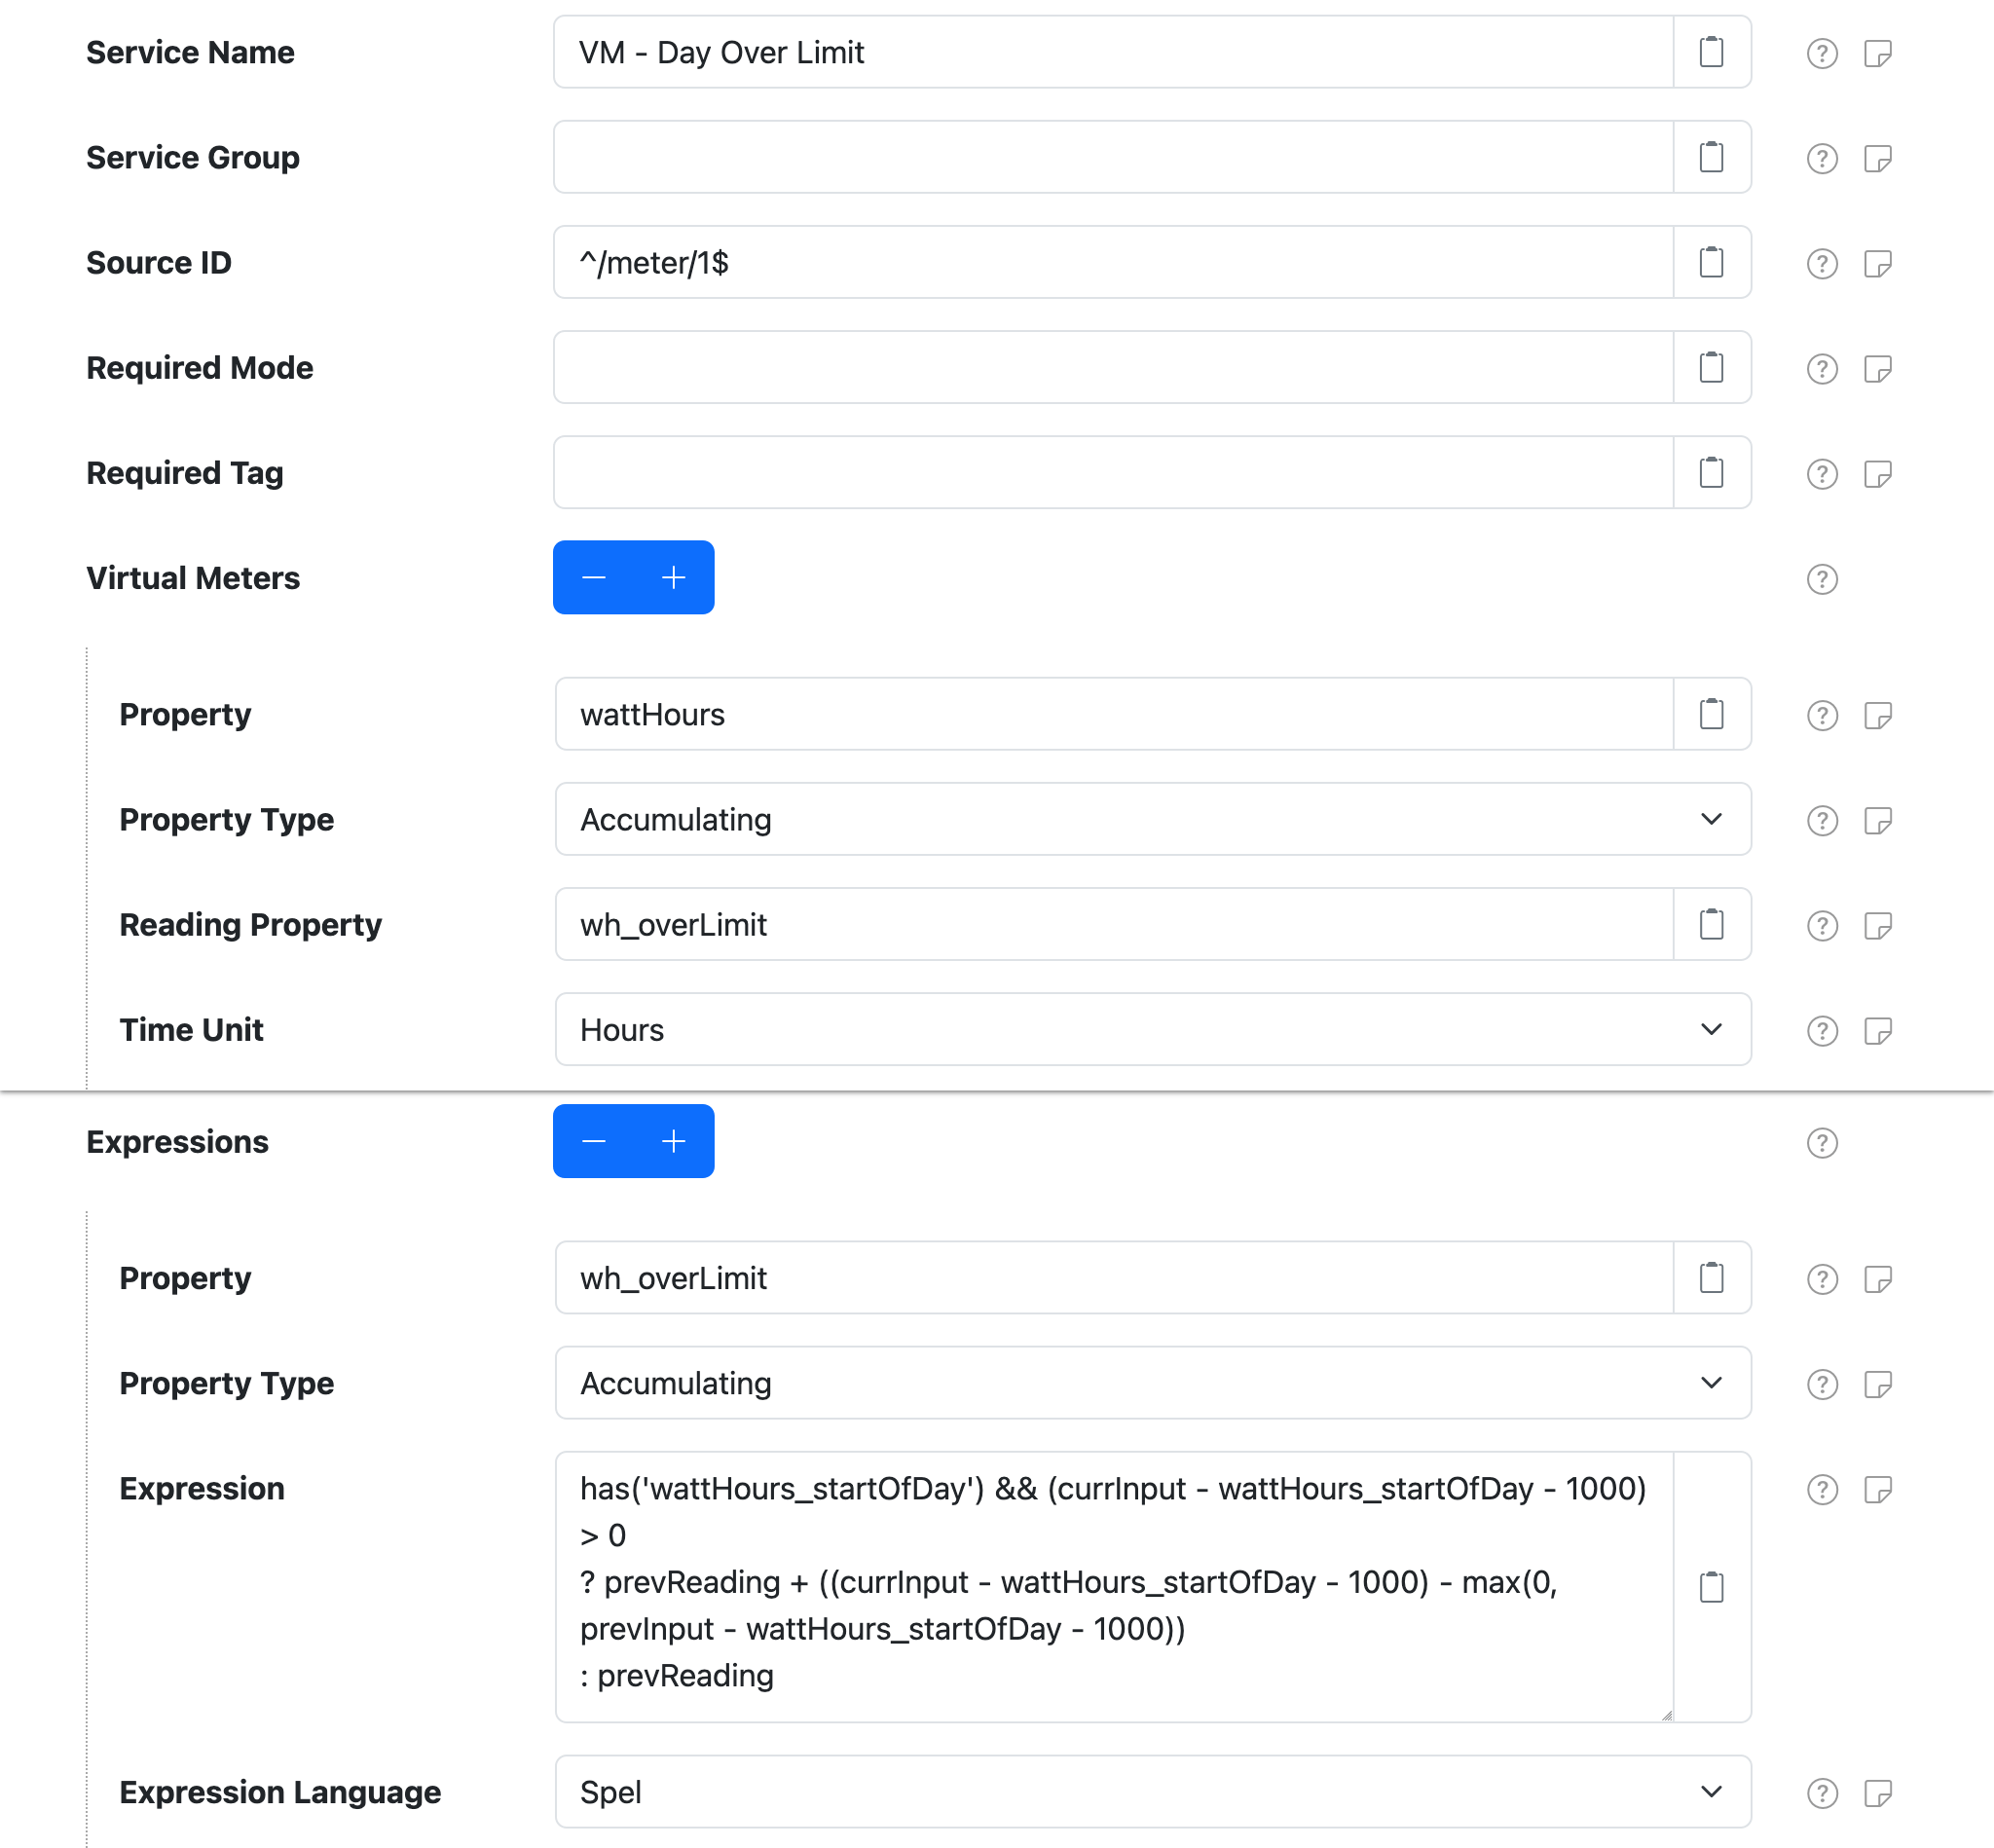 Service Name
VM - Day Over Limit
Service Group
Source ID
^/meter/1$
Required Mode
Required Tag
Virtual Meters
Property
wattHours
Property Type
Accumulating
Reading Property
wh_overLimit
Time Unit
Hours
Expressions
Property
wh_overLimit
Property Type
Accumulating
Expression
has('wattHours_startOfDay') && (currInput - wattHours_startOfDay - 1000)
> 0
? prevReading + ((currInput - wattHours_startOfDay - 1000) - max(0,
prevInput - wattHours_startOfDay - 1000))
: prevReading
Expression Language
Spel